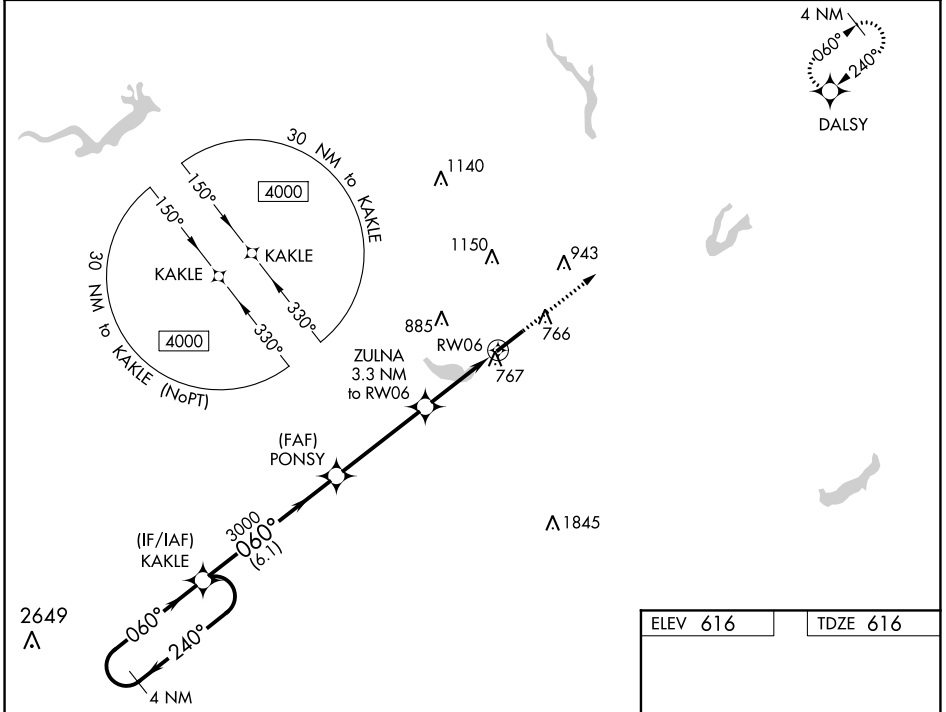 4 NM
060°
240°
DALSY
30 NM to KAKLE
4000
150°
KAKLE
330°
150°
KAKLE
330°
4000
30 NM to KAKLE (NoPT)
1140
1150
943
885
RW06
766
767
ZULNA
3.3 NM
to RW06
(FAF)
PONSY
3000
060°
(6.1)
(IF/IAF)
KAKLE
060°
240°
4 NM
2649
1845
ELEV 616
TDZE 616